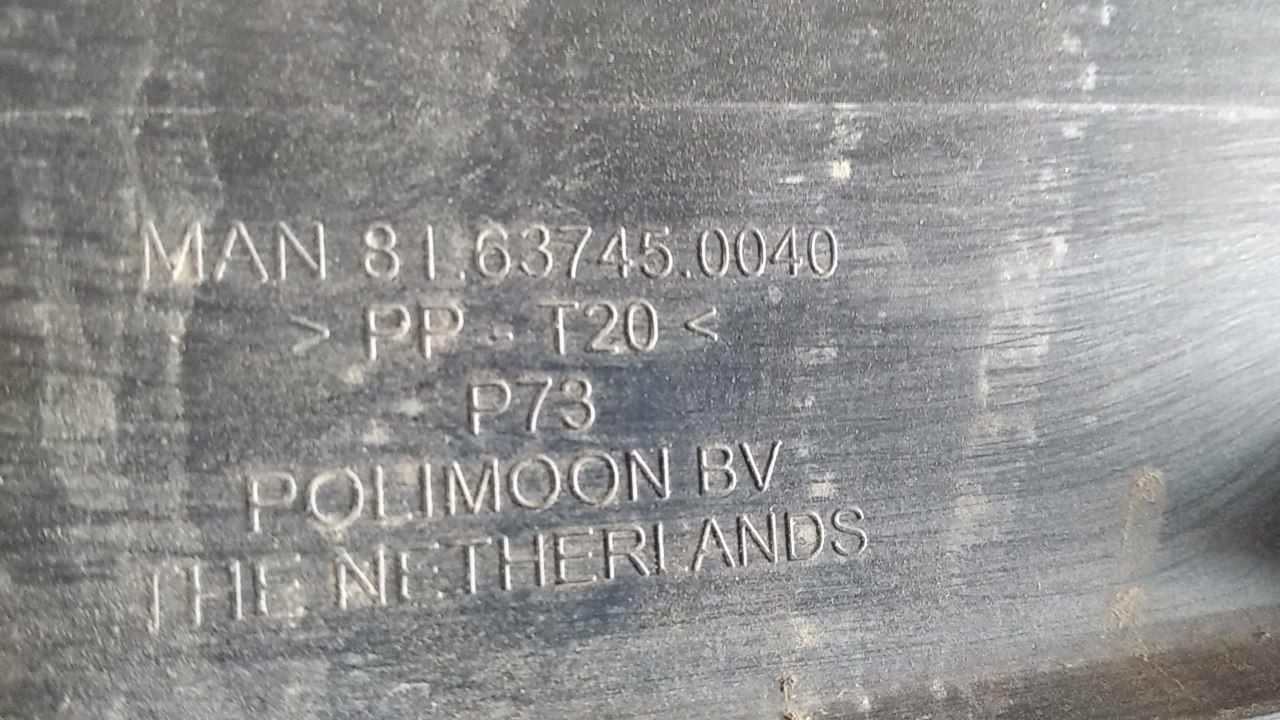 MAN 81.63745.0040
> PP - T20 <
P73
POLIMOON BV
THE NETHERLANDS